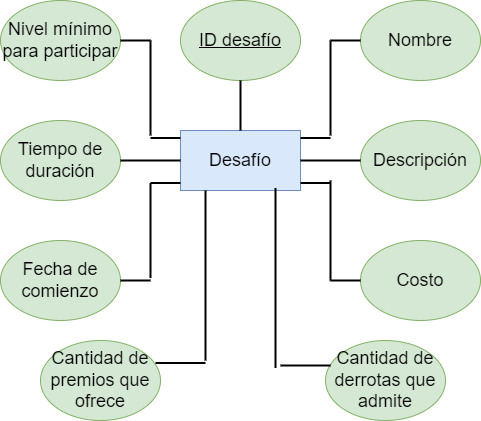 Nivel mínimo
para participar
ID desafío
Nombre
Tiempo de
duración
Desafío
Descripción
Fecha de
comienzo
Costo
Cantidad de
premios que
ofrece
Cantidad de
derrotas que
admite